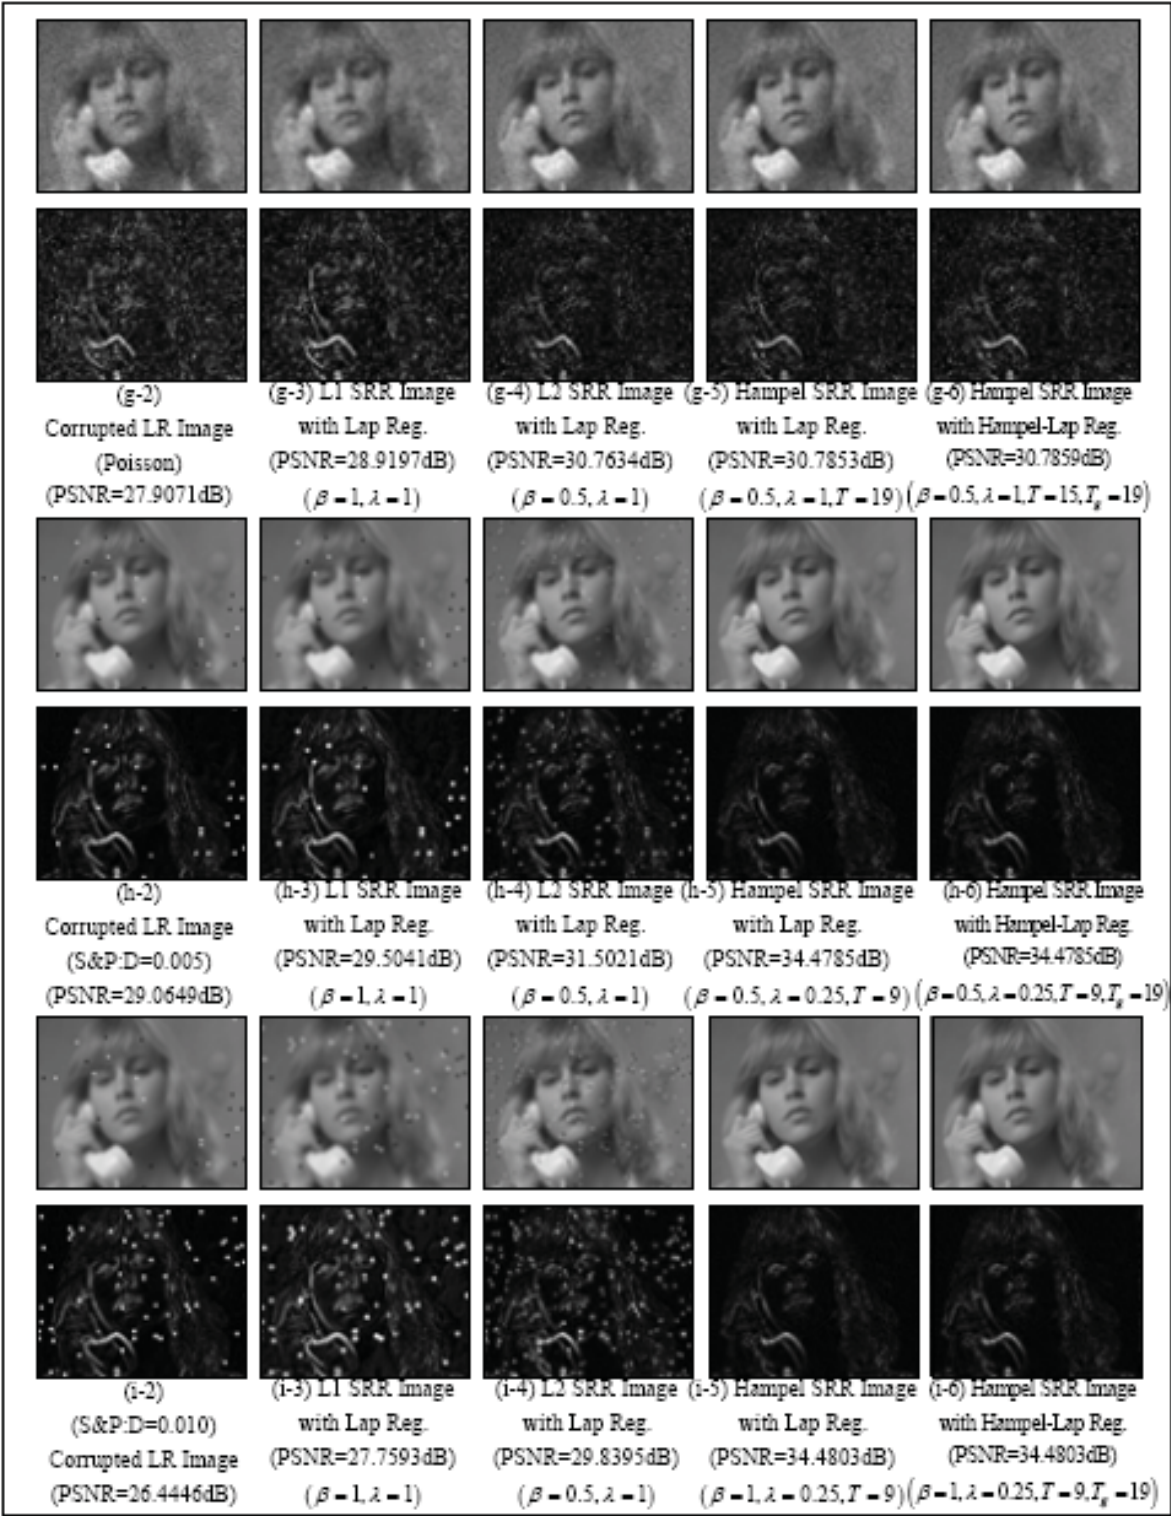 (g-2)
Corrupted LR Image
(Poisson)
(PSNR=27.9071dB)
(g-3) L1 SRR Image
with Lap Reg.
(PSNR=28.9197dB)
(β=1, λ=1)
(g-4) L2 SRR Image
with Lap Reg.
(PSNR=30.7634dB)
(β=0.5, λ=1)
(g-5) Hampel SRR Image
with Lap Reg.
(PSNR=30.7853dB)
(β=0.5, λ=1, T=19)
(g-6) Hampel SRR Image
with Hampel-Lap Reg.
(PSNR=30.7859dB)
(β=0.5, λ=1, T=15, T_g=19)
(h-2)
Corrupted LR Image
(S&P:D=0.005)
(PSNR=29.0649dB)
(h-3) L1 SRR Image
with Lap Reg.
(PSNR=29.5041dB)
(β=1, λ=1)
(h-4) L2 SRR Image
with Lap Reg.
(PSNR=31.5021dB)
(β=0.5, λ=1)
(h-5) Hampel SRR Image
with Lap Reg.
(PSNR=34.4785dB)
(β=0.5, λ=0.25, T=9)
(h-6) Hampel SRR Image
with Hampel-Lap Reg.
(PSNR=34.4785dB)
(β=0.5, λ=0.25, T=9, T_g=19)
(i-2)
(S&P:D=0.010)
Corrupted LR Image
(PSNR=26.4446dB)
(i-3) L1 SRR Image
with Lap Reg.
(PSNR=27.7593dB)
(β=1, λ=1)
(i-4) L2 SRR Image
with Lap Reg.
(PSNR=29.8395dB)
(β=0.5, λ=1)
(i-5) Hampel SRR Image
with Lap Reg.
(PSNR=34.4803dB)
(β=1, λ=0.25, T=9)
(i-6) Hampel SRR Image
with Hampel-Lap Reg.
(PSNR=34.4803dB)
(β=1, λ=0.25, T=9, T_g=19)